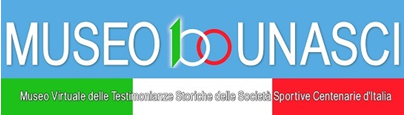 MUSEO 100 UNASCI
Museo Virtuale delle Testimonianze Storiche delle Società Sportive Centenarie d'Italia